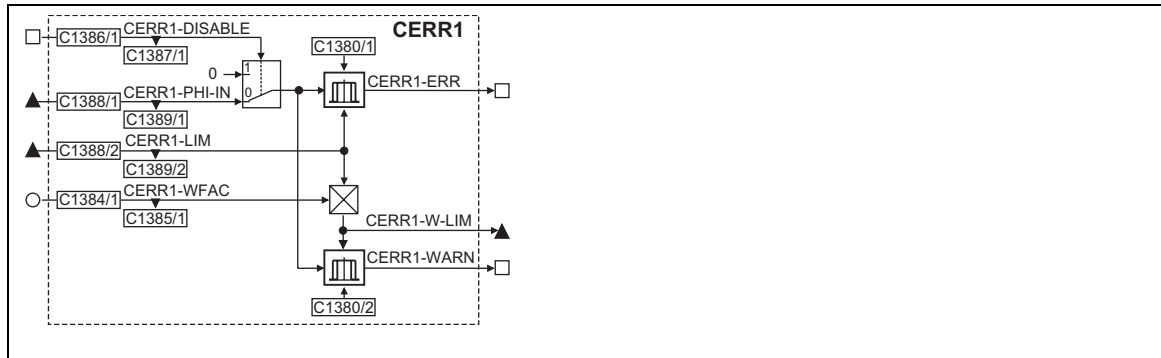 CERR1
C1386/1 CERR1-DISABLE
C1387/1
C1380/1
0
1
0
CERR1-ERR
C1388/1 CERR1-PHI-IN
C1389/1
C1388/2 CERR1-LIM
C1389/2
C1384/1 CERR1-WFAC
C1385/1
CERR1-W-LIM
CERR1-WARN
C1380/2